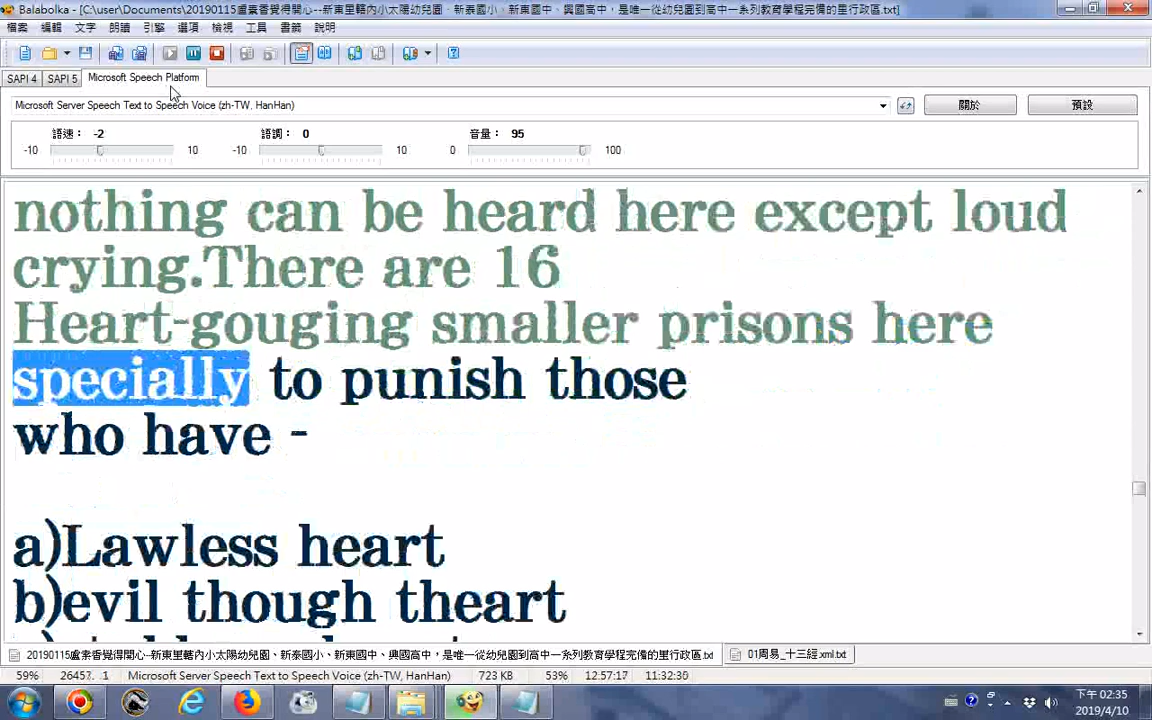 Balabolka - [C:\user\Documents\20190115盧素香覺得開心--新東里轄內小太陽幼兒園、新泰國小、新東國中、興國高中，是唯一從幼兒園到高中一系列教育學程完備的里行政區.txt]
檔案 編輯 文字 朗讀 引擎 選項 檢視 工具 書籤 說明
SAPI 4 SAPI 5 Microsoft Speech Platform
Microsoft Server Speech Text to Speech Voice (zh-TW, HanHan) 關於 預設
語速： -2 語調： 0 音量： 95
-10 10 -10 10 0 100
nothing can be heard here except loud
crying.There are 16
Heart-gouging smaller prisons here
specially to punish those
who have -
a)Lawless heart
b)evil though theart
20190115盧素香覺得開心--新東里轄內小太陽幼兒園、新泰國小、新東國中、興國高中，是唯一從幼兒園到高中一系列教育學程完備的里行政區.txt 01周易_十三經.xml.txt
59% 26457: 1 Microsoft Server Speech Text to Speech Voice (zh-TW, HanHan) 723 KB 53% 12:57:17 11:32:30
下午 02:35
2019/4/10